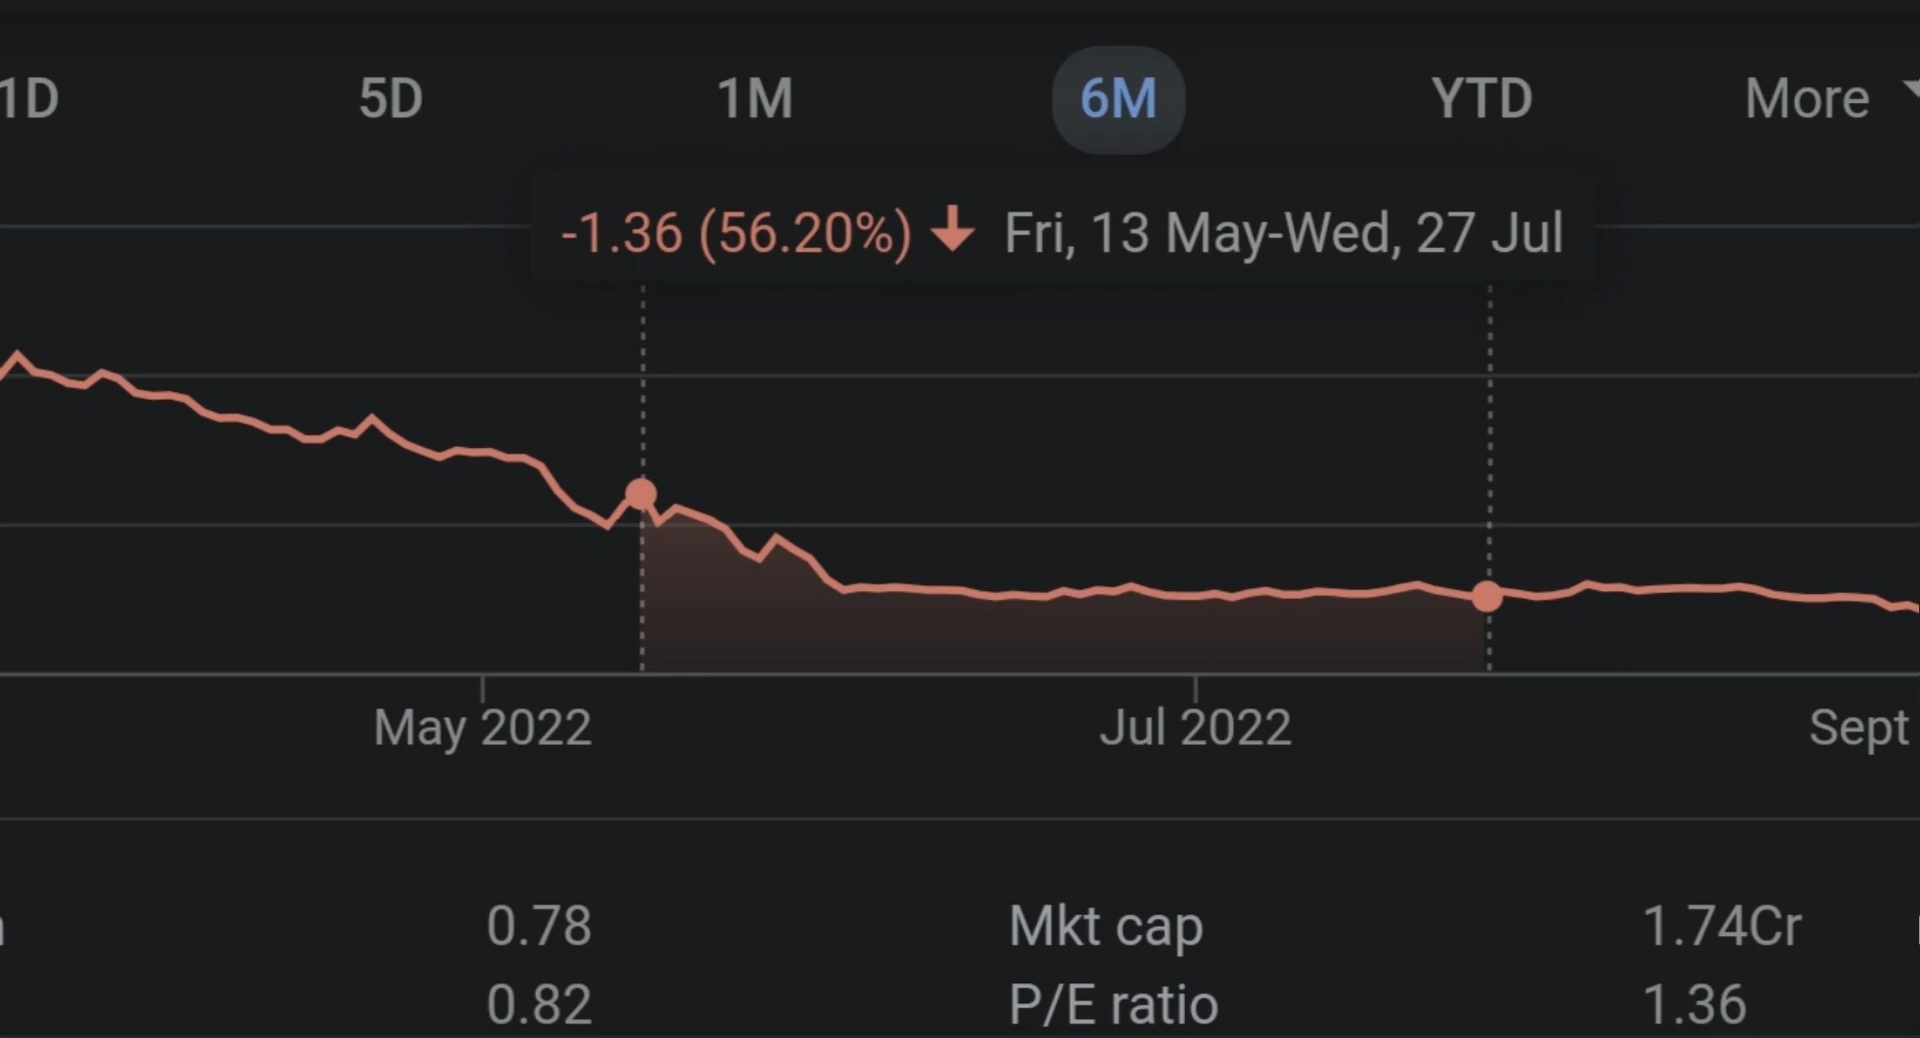 1D 5D 1M 6M YTD More
-1.36 (56.20%) Fri, 13 May-Wed, 27 Jul
May 2022 Jul 2022 Sept
0.78 Mkt cap 1.74Cr
0.82 P/E ratio 1.36